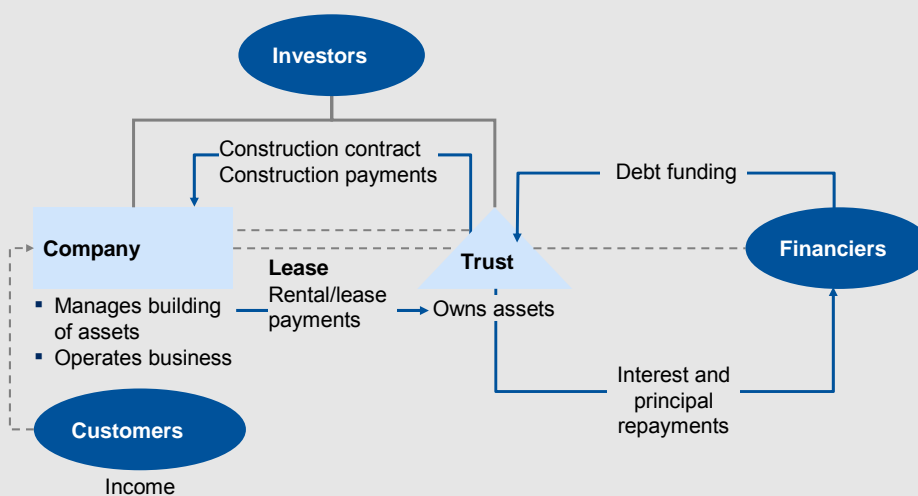 Investors
Construction contract
Construction payments
Debt funding
Company
Trust
Financiers
Lease
Rental/lease
payments
Owns assets
▪ Manages building
of assets
▪ Operates business
Interest and
principal
repayments
Customers
Income